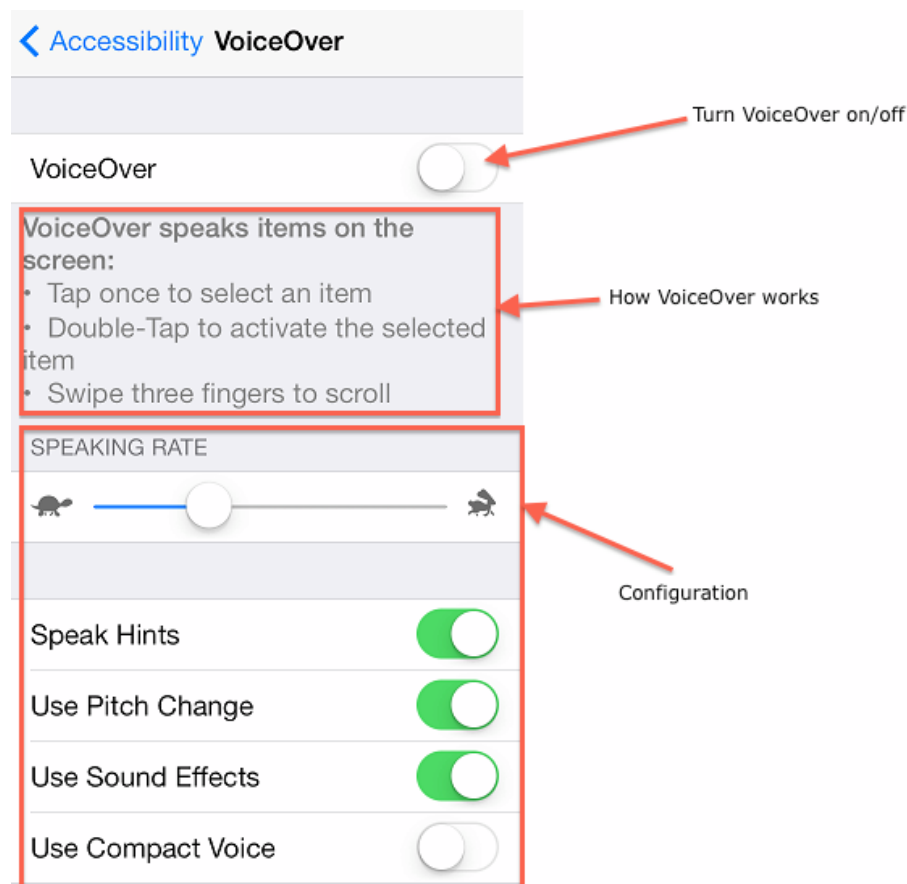 Accessibility VoiceOver
Turn VoiceOver on/off
VoiceOver
VoiceOver speaks items on the
screen:
• Tap once to select an item
How VoiceOver works
• Double-Tap to activate the selected
item
• Swipe three fingers to scroll
SPEAKING RATE
Configuration
Speak Hints
Use Pitch Change
Use Sound Effects
Use Compact Voice